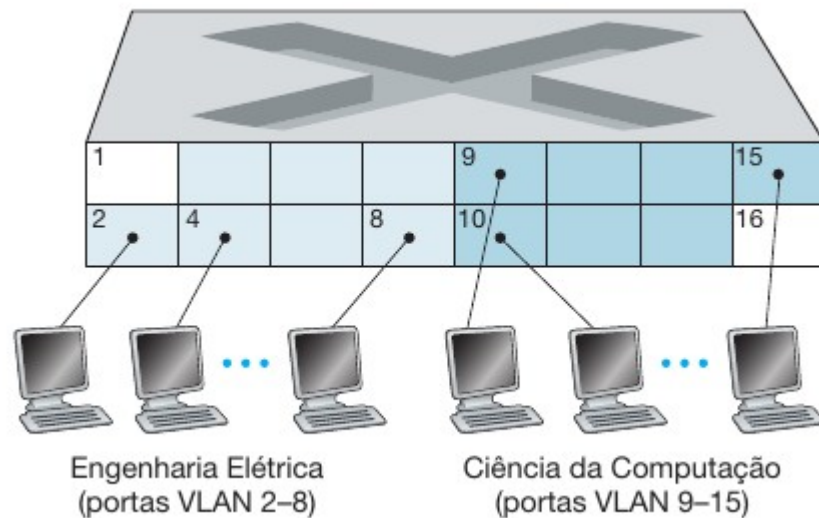 1 9 15
2 4 8 10 16
Engenharia Elétrica
(portas VLAN 2–8)
Ciência da Computação
(portas VLAN 9–15)